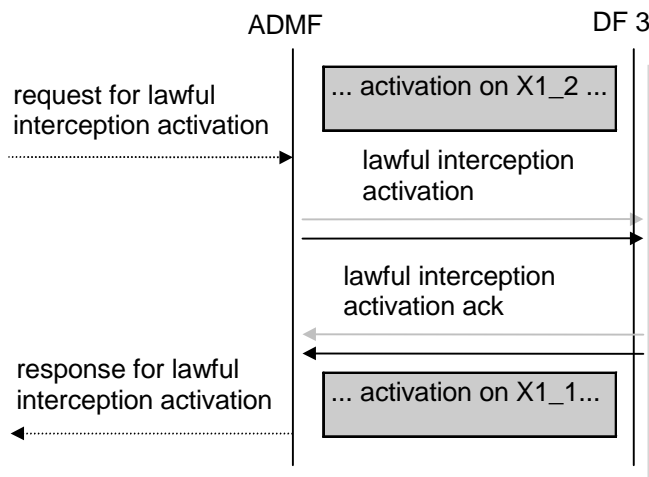 ADMF
DF 3
... activation on X1_2 ...
request for lawful
interception activation
lawful interception
activation
lawful interception
activation ack
response for lawful
interception activation
... activation on X1_1...